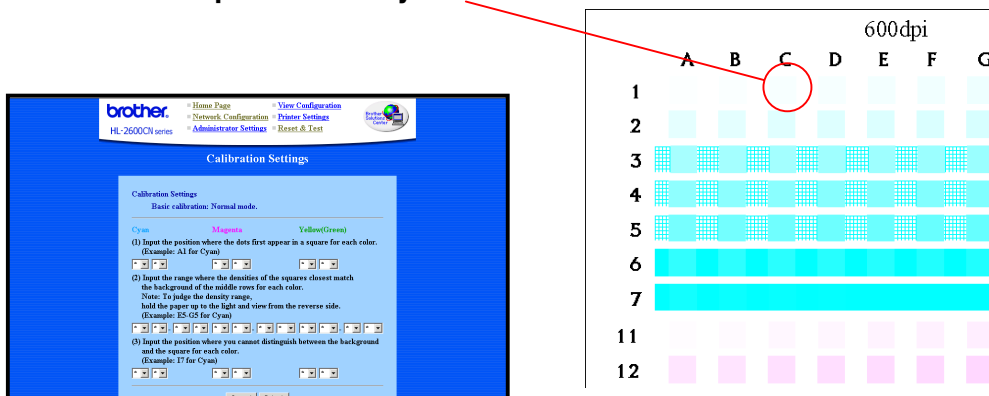 600dpi
A B C D E F G
1
2
3
4
5
6
7
11
12
brother.
HL-2600CN series
Home Page
View Configuration
Network Configuration
Printer Settings
Administrator Settings
Reset & Test
Brother Solutions Center
Calibration Settings
Calibration Settings
Basic calibration: Normal mode.
Cyan Magenta Yellow(Green)
(1) Input the position where the dots first appear in a square for each color.
(Example: A1 for Cyan)
(2) Input the range where the densities of the squares closest match
the background of the middle rows for each color.
Note: To judge the density range,
hold the paper up to the light and view from the reverse side.
(Example: E5-G5 for Cyan)
(3) Input the position where you cannot distinguish between the background
and the square for each color.
(Example: I7 for Cyan)